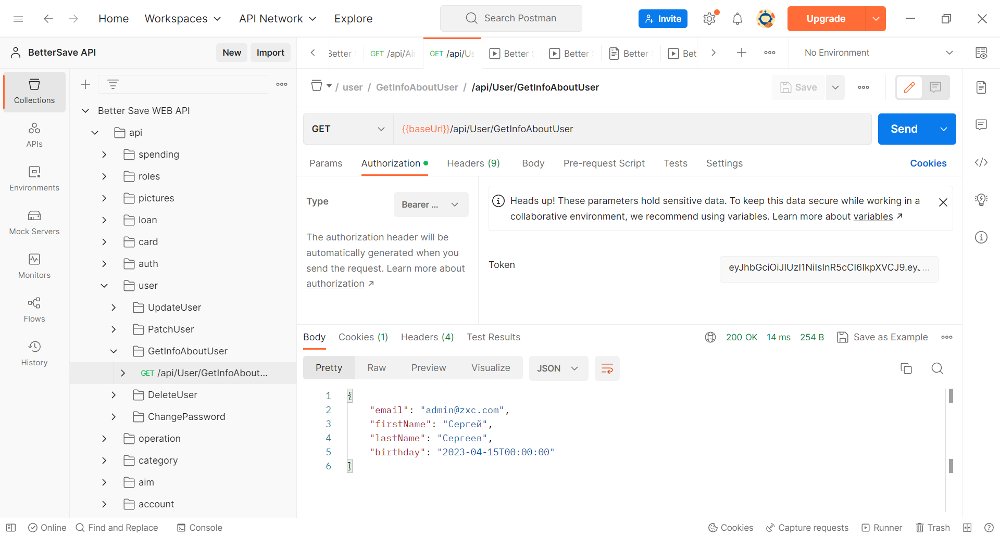 Home
Workspaces
API Network
Explore
Search Postman
Invite
Upgrade
BetterSave API
New
Import
Better
GET /api/Ai
GET /api/Us
Better
Better
Better
Bet
No Environment
Collections
APIs
Environments
Mock Servers
Monitors
Flows
History
Better Save WEB API
api
spending
roles
pictures
loan
card
auth
user
UpdateUser
PatchUser
GetInfoAboutUser
GET /api/User/GetInfoAbout...
DeleteUser
ChangePassword
operation
category
aim
account
/ user / GetInfoAboutUser / /api/User/GetInfoAboutUser
Save
GET
{{baseUrl}}/api/User/GetInfoAboutUser
Send
Params
Authorization
Headers (9)
Body
Pre-request Script
Tests
Settings
Cookies
Type
Bearer ...
The authorization header will be
automatically generated when you
send the request. Learn more about
authorization ↗
Heads up! These parameters hold sensitive data. To keep this data secure while working in a
collaborative environment, we recommend using variables. Learn more about variables ↗
Token
eyJhbGciOiJIUzI1NiIsInR5cCI6IkpXVCJ9.eyJ...
Body
Cookies (1)
Headers (4)
Test Results
200 OK
14 ms
254 B
Save as Example
Pretty
Raw
Preview
Visualize
JSON
1 {
2 "email": "admin@zxc.com",
3 "firstName": "Сергей",
4 "lastName": "Сергеев",
5 "birthday": "2023-04-15T00:00:00"
6 }
Online
Find and Replace
Console
Cookies
Capture requests
Runner
Trash